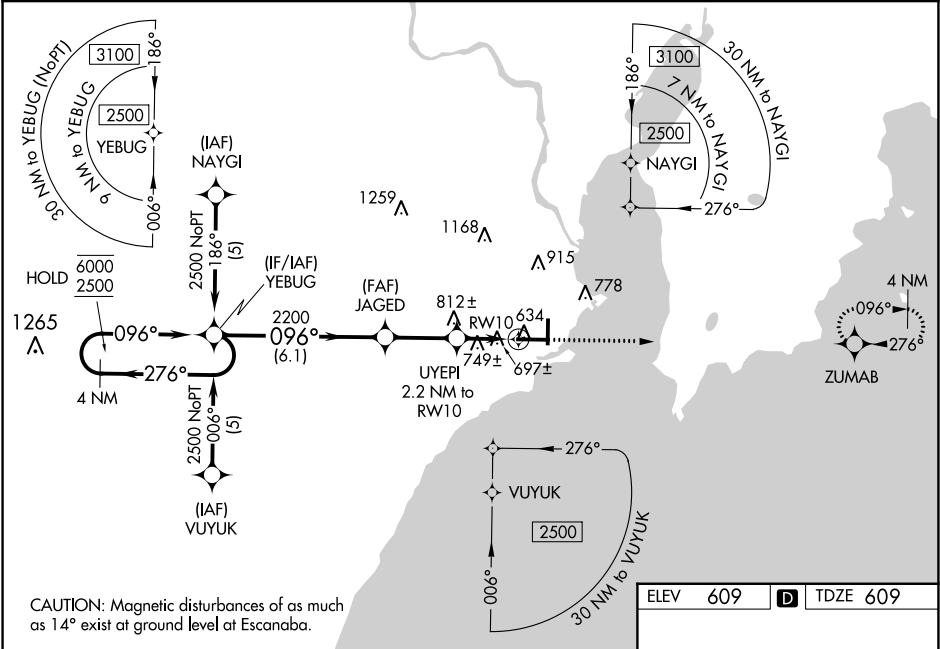 30 NM to YEBUG (NoPT)
9 NM to YEBUG
3100
186°
2500
YEBUG
006°
(IAF)
NAYGI
2500 NoPT
186°
(5)
HOLD
6000
2500
(IF/IAF)
YEBUG
1265
096°
276°
4 NM
2500 NoPT
006°
(5)
(IAF)
VUYUK
2200
096°
(6.1)
(FAF)
JAGED
1259
1168
915
778
812±
RW10
634
749±
697±
UYEPI
2.2 NM to
RW10
3100
186°
30 NM to NAYGI
7 NM to NAYGI
2500
NAYGI
276°
4 NM
096°
276°
ZUMAB
276°
VUYUK
2500
006°
30 NM to VUYUK
CAUTION: Magnetic disturbances of as much
as 14° exist at ground level at Escanaba.
ELEV 609 D TDZE 609